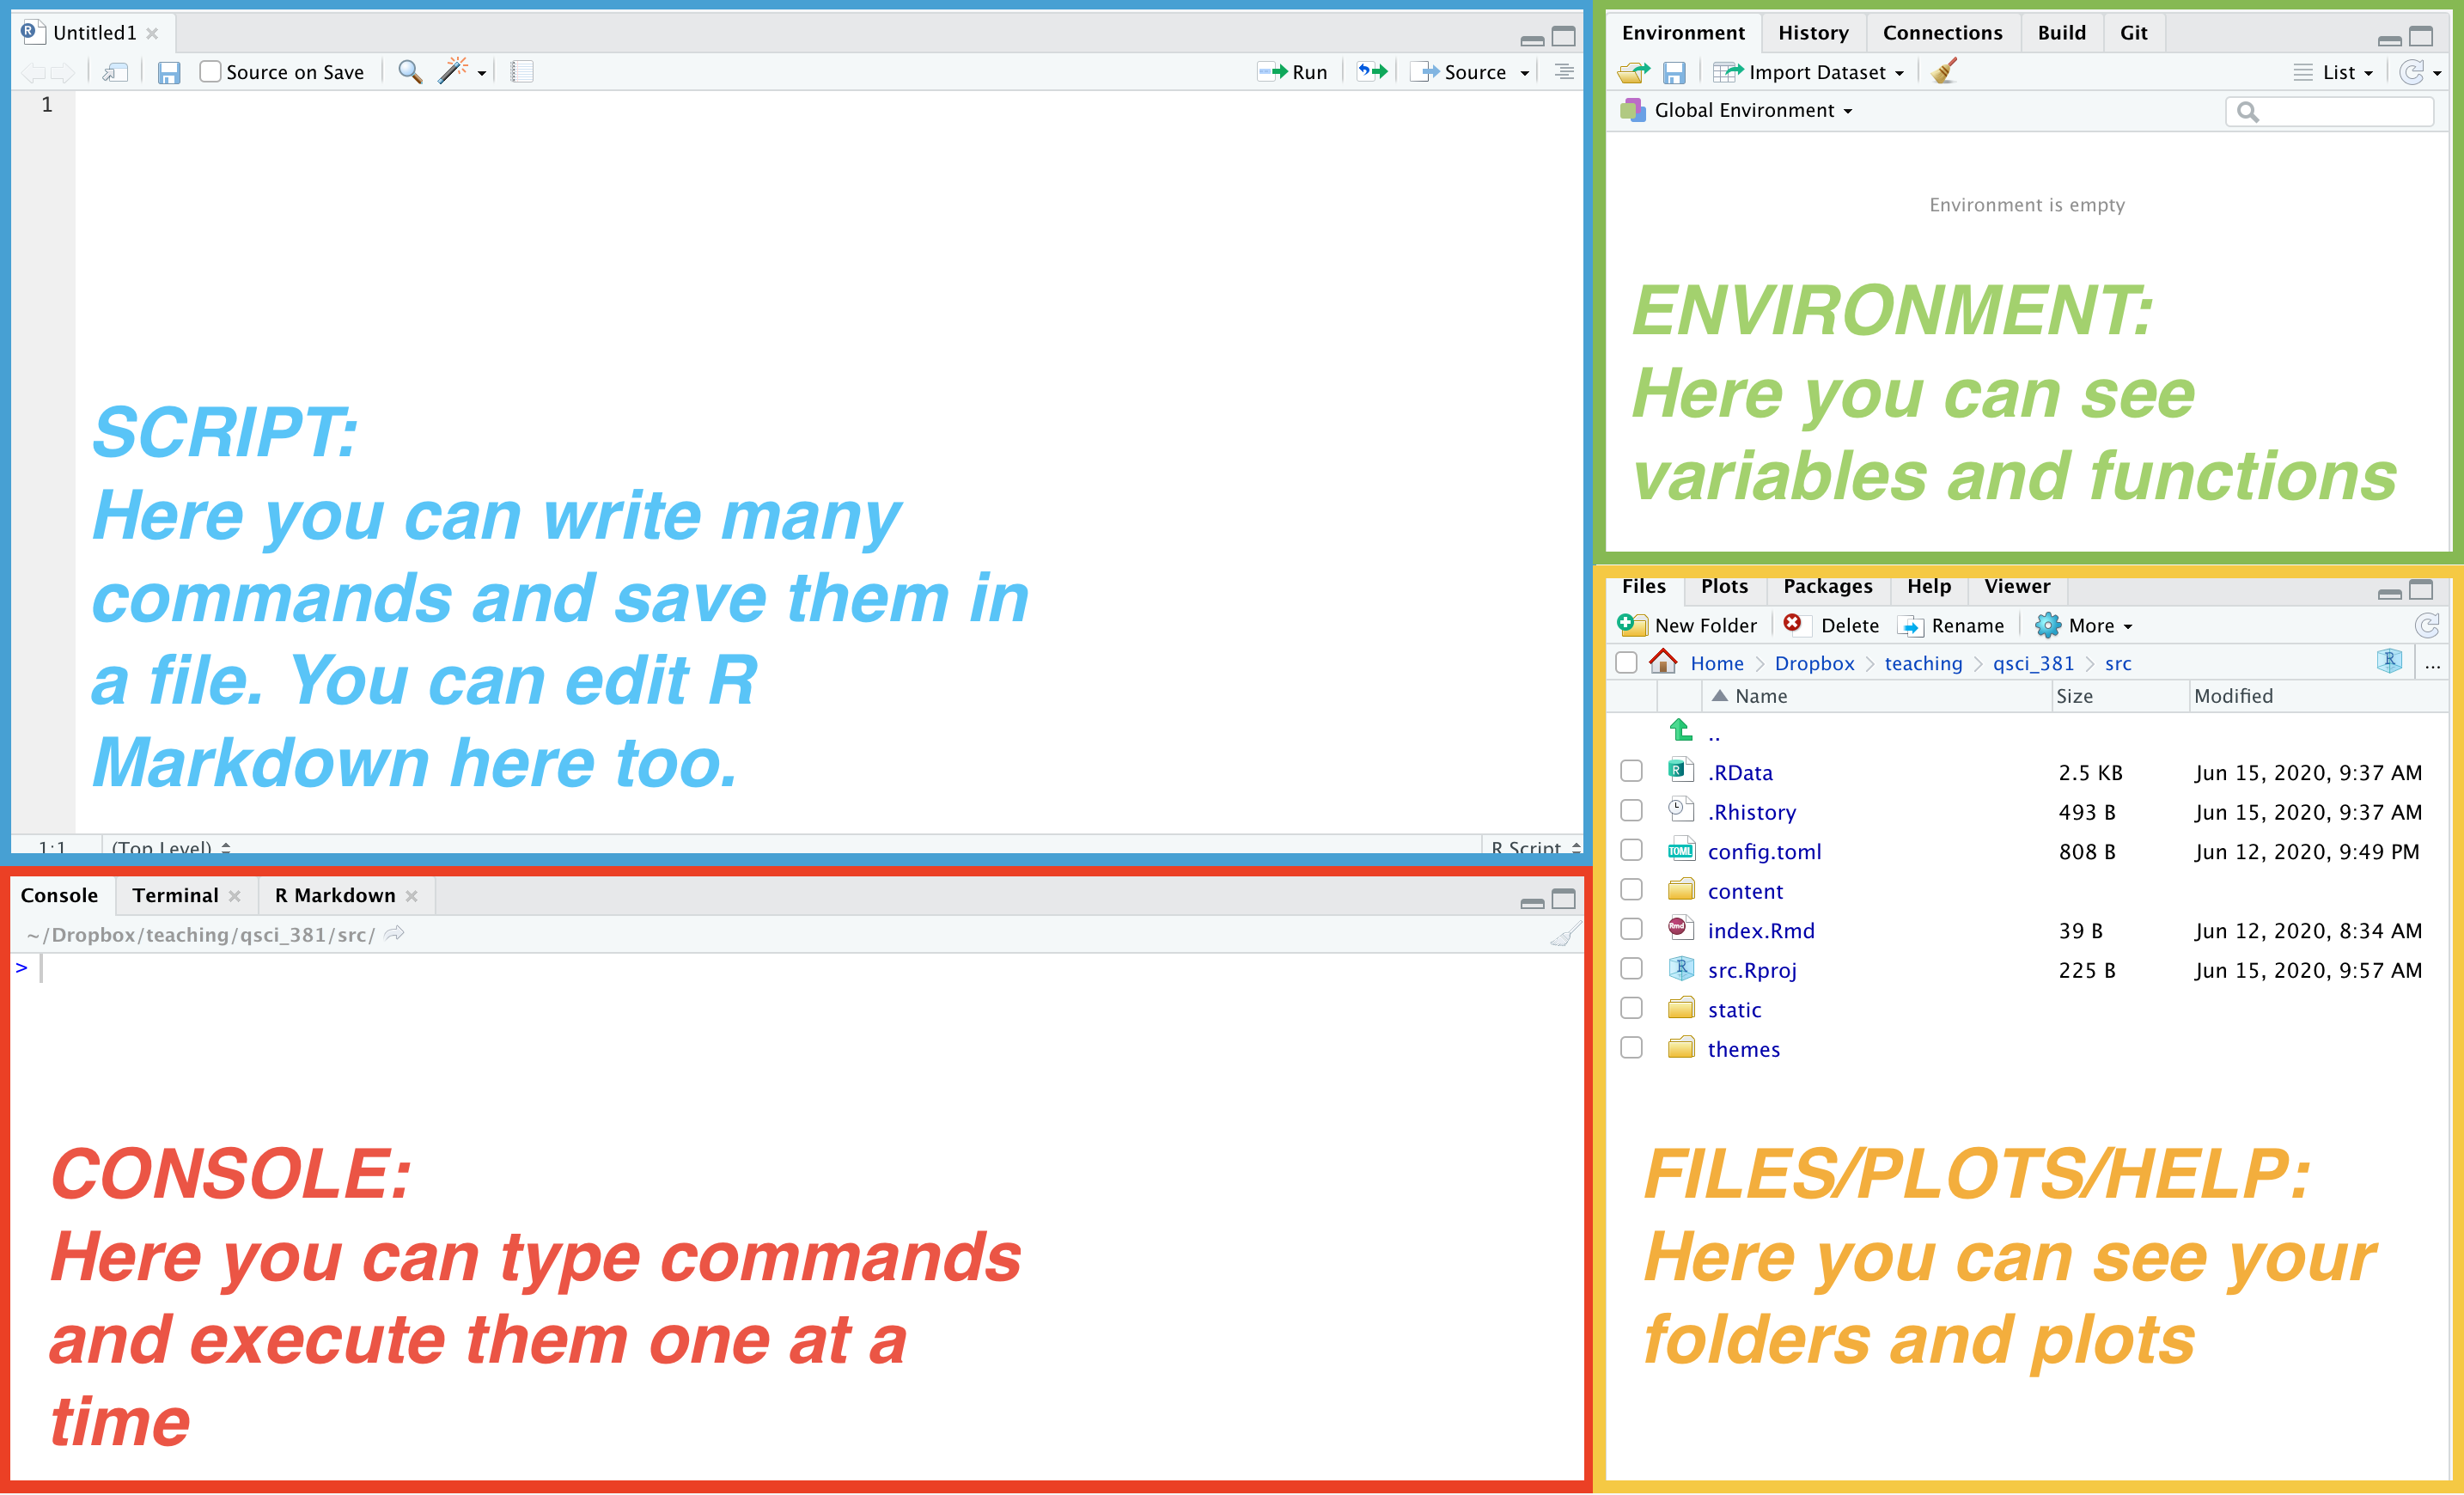 Untitled1
Source on Save
Run
Source
1
SCRIPT:
Here you can write many
commands and save them in
a file. You can edit R
Markdown here too.
1:1 (Top Level) R Script
Console Terminal R Markdown
~/Dropbox/teaching/qsci_381/src/
>
CONSOLE:
Here you can type commands
and execute them one at a
time
Environment History Connections Build Git
Import Dataset List
Global Environment
Environment is empty
ENVIRONMENT:
Here you can see
variables and functions
Files Plots Packages Help Viewer
New Folder Delete Rename More
Home > Dropbox > teaching > qsci_381 > src R ...
Name Size Modified
..
.RData 2.5 KB Jun 15, 2020, 9:37 AM
.Rhistory 493 B Jun 15, 2020, 9:37 AM
TOML config.toml 808 B Jun 12, 2020, 9:49 PM
content
Rmd index.Rmd 39 B Jun 12, 2020, 8:34 AM
src.Rproj 225 B Jun 15, 2020, 9:57 AM
static
themes
FILES/PLOTS/HELP:
Here you can see your
folders and plots